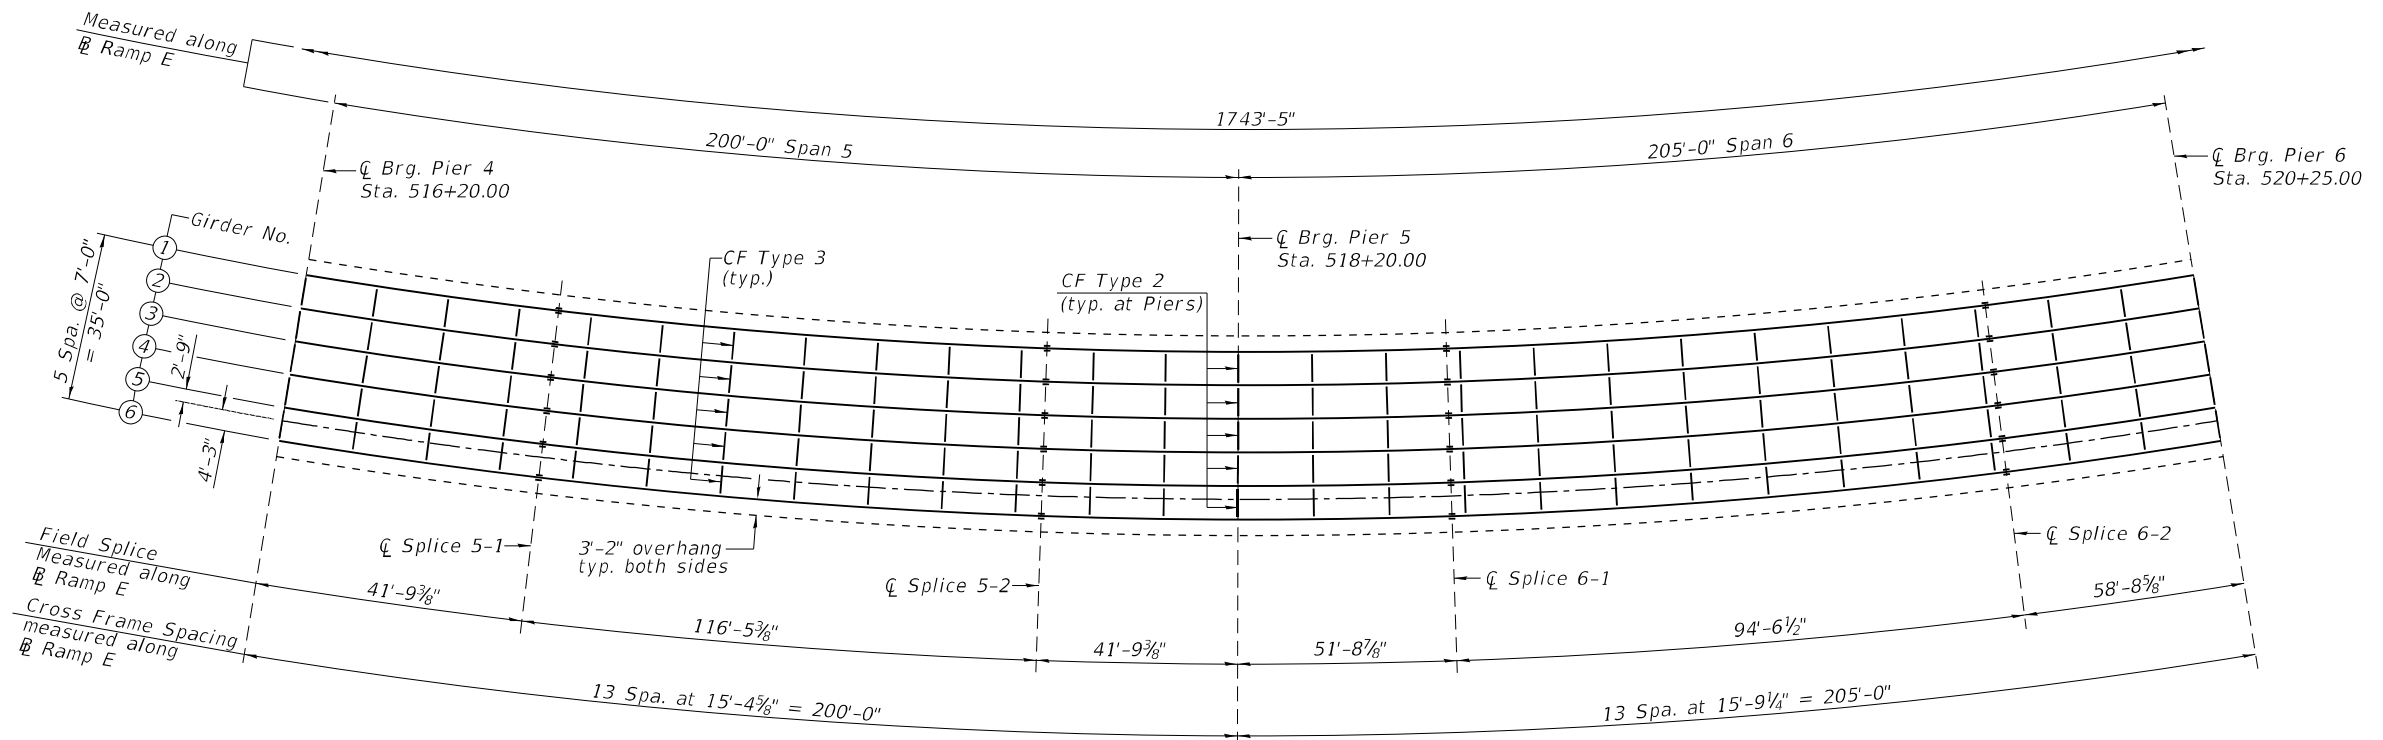 Measured along
℄ Ramp E
1743'-5"
200'-0" Span 5
205'-0" Span 6
℄ Brg. Pier 4
Sta. 516+20.00
℄ Brg. Pier 6
Sta. 520+25.00
Girder No.
℄ Brg. Pier 5
Sta. 518+20.00
1
2
3
4
5
6
5 Spa. @ 7'-0"
= 35'-0"
2'-9"
4'-3"
CF Type 3
(typ.)
CF Type 2
(typ. at Piers)
Field Splice
Measured along
℄ Ramp E
℄ Splice 5-1
3'-2" overhang
typ. both sides
℄ Splice 5-2
℄ Splice 6-1
℄ Splice 6-2
41'-9⅜"
116'-5⅜"
41'-9⅜"
51'-8⅞"
94'-6½"
58'-8⅝"
Cross Frame Spacing
measured along
℄ Ramp E
13 Spa. at 15'-4⅝" = 200'-0"
13 Spa. at 15'-9¼" = 205'-0"